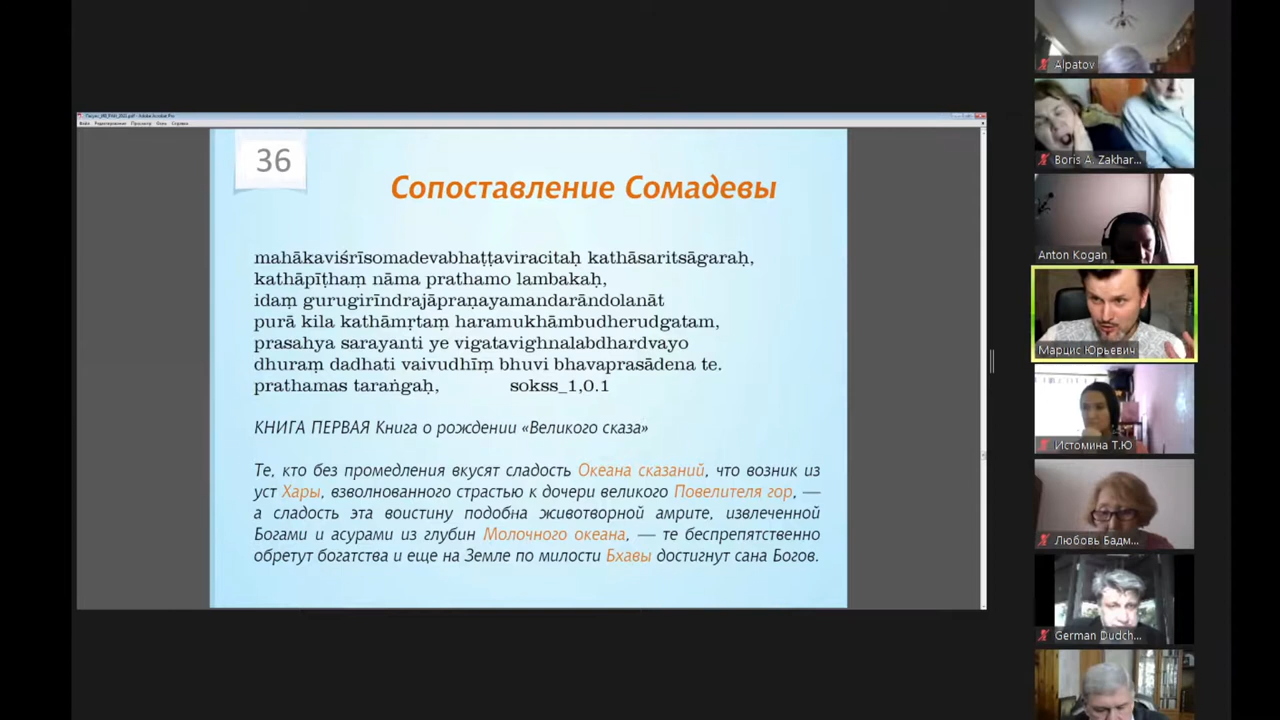 36
Сопоставление Сомадевы
mahākaviśrīsomadevabhaṭṭaviracitaḥ kathāsaritsāgaraḥ,
kathāpīṭhaṃ nāma prathamo lambakaḥ,
idaṃ gurugirīndrajāpraṇayamandarāndolanāt
purā kila kathāmṛtaṃ haramukhāmbudherudgatam,
prasahya sarayanti ye vigatavighnalabdhardvayo
dhuraṃ dadhati vaivudhīṃ bhuvi bhavaprasādena te.
prathamas taraṅgaḥ, sokss_1,0.1
КНИГА ПЕРВАЯ Книга о рождении «Великого сказа»
Те, кто без промедления вкусят сладость Океана сказаний, что возник из
уст Хары, взволнованного страстью к дочери великого Повелителя гор, —
а сладость эта воистину подобна животворной амрите, извлеченной
Богами и асурами из глубин Молочного океана, — те беспрепятственно
обретут богатства и еще на Земле по милости Бхавы достигнут сана Богов.
Alpatov
Boris A. Zakhar...
Anton Kogan
Марцис Юрьевич
Истомина Т.Ю
Любовь Бадм...
German Dudch...